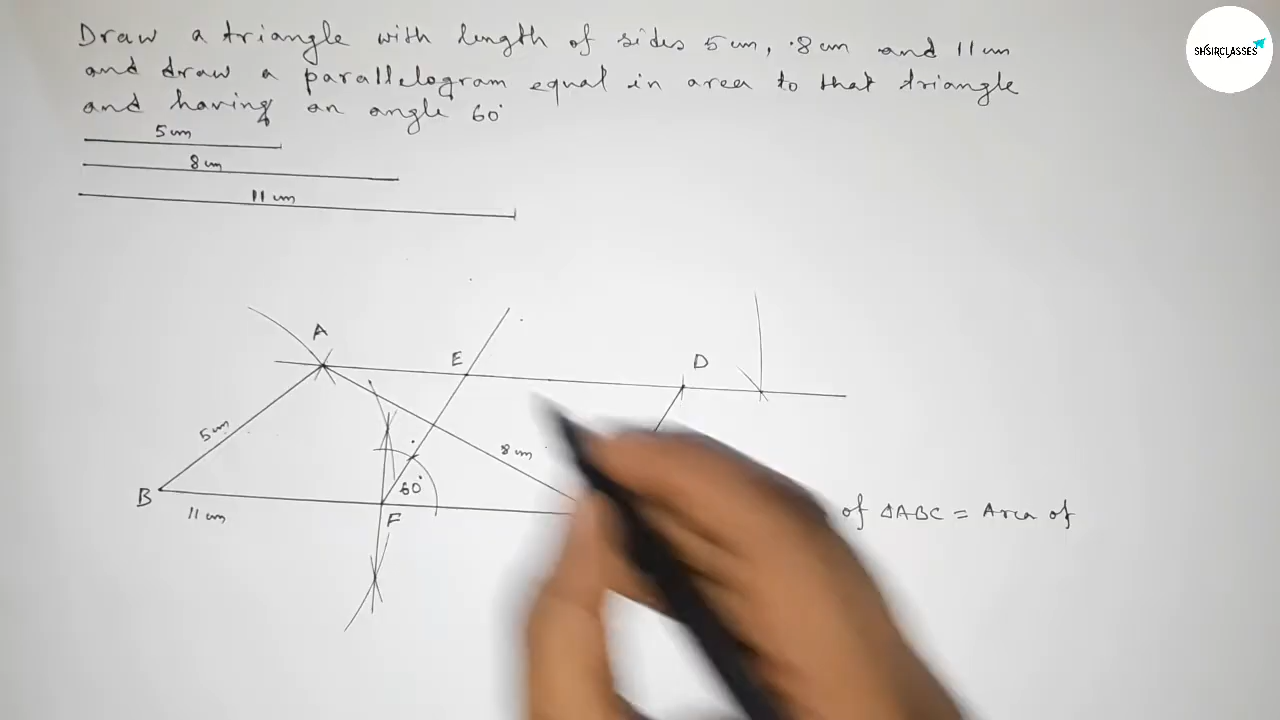 Draw a triangle with length of sides 5cm, 8cm and 11cm
and draw a parallelogram equal in area to that triangle
and having an angle 60°
SHSIRCLASSES
5cm
8cm
11cm
A
E
D
5cm
8cm
60°
B
11cm
F
of △ABC = Area of